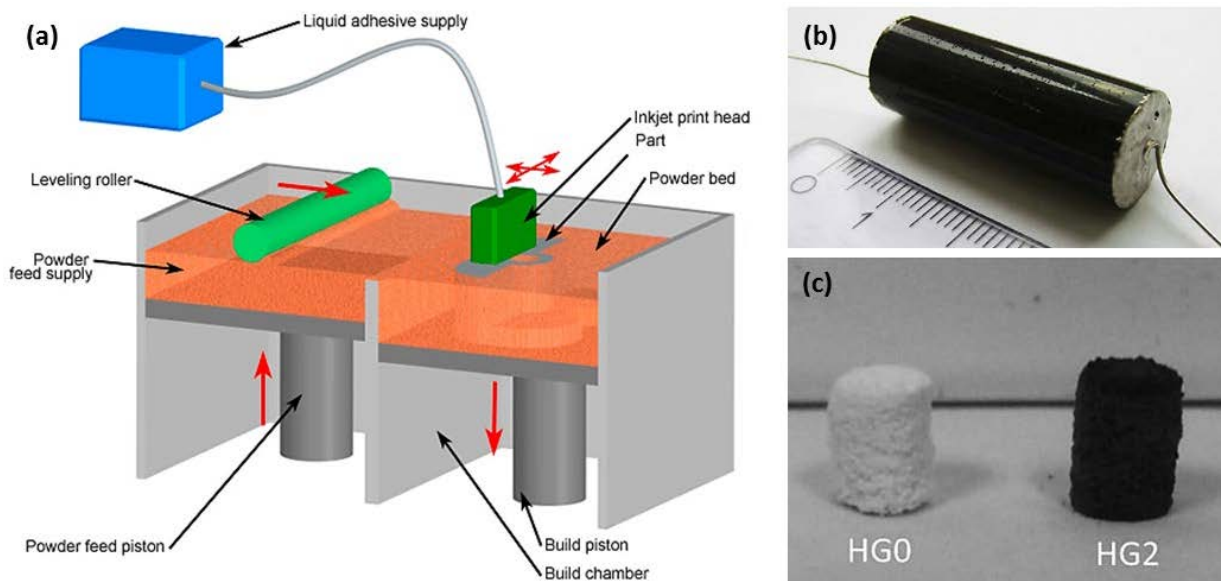 (a)
Liquid adhesive supply
Inkjet print head
Part
Powder bed
Leveling roller
Powder
feed supply
Powder feed piston
Build piston
Build chamber
(b)
0
1
(c)
HG0
HG2